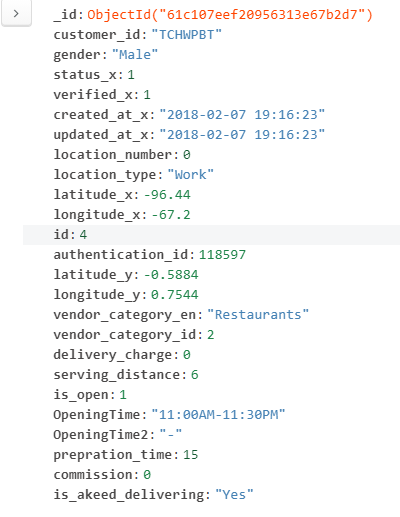 _id:ObjectId("61c107eef20956313e67b2d7")
customer_id:"TCHWPBT"
gender:"Male"
status_x:1
verified_x:1
created_at_x:"2018-02-07 19:16:23"
updated_at_x:"2018-02-07 19:16:23"
location_number:0
location_type:"Work"
latitude_x:-96.44
longitude_x:-67.2
id:4
authentication_id:118597
latitude_y:-0.5884
longitude_y:0.7544
vendor_category_en:"Restaurants"
vendor_category_id:2
delivery_charge:0
serving_distance:6
is_open:1
OpeningTime:"11:00AM-11:30PM"
OpeningTime2:"-"
prepration_time:15
commission:0
is_akeed_delivering:"Yes"